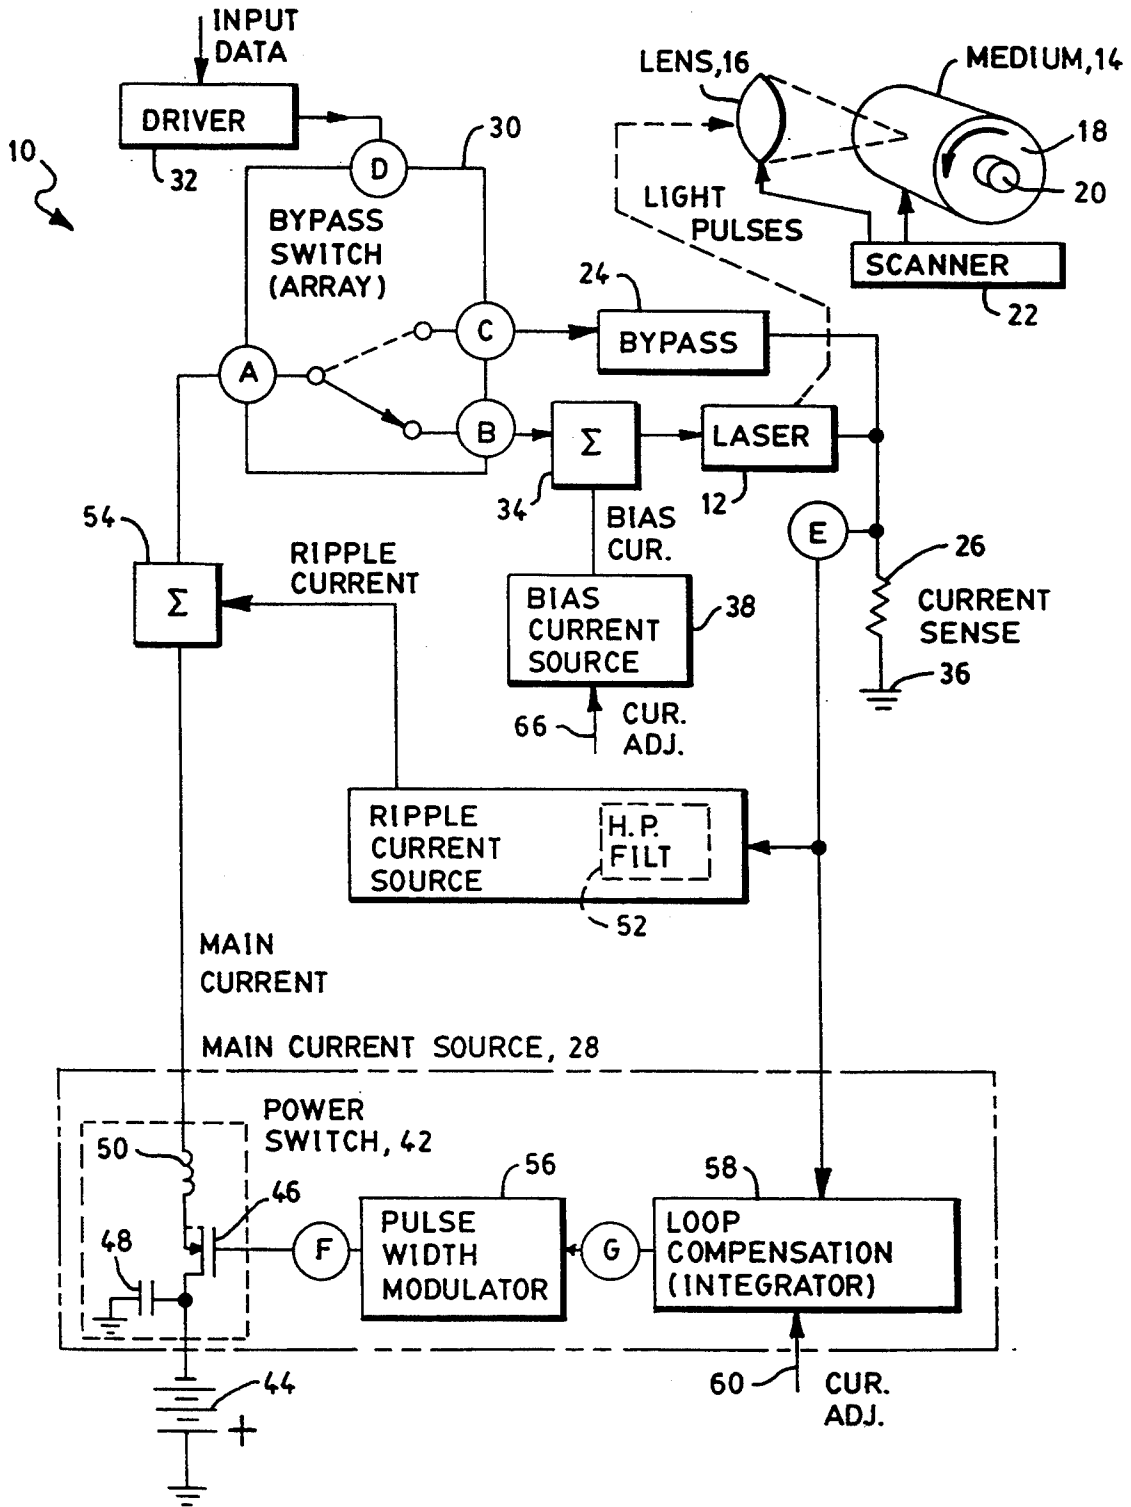 INPUT
DATA
DRIVER
32
10
D
30
BYPASS
SWITCH
(ARRAY)
LENS,16
MEDIUM,14
18
20
LIGHT
PULSES
SCANNER
22
24
BYPASS
C
A
B
Σ
34
LASER
12
BIAS
CUR.
E
26
CURRENT
SENSE
36
54
Σ
RIPPLE
CURRENT
BIAS
CURRENT
SOURCE
38
66
CUR.
ADJ.
RIPPLE
CURRENT
SOURCE
H.P.
FILT
52
MAIN
CURRENT
MAIN CURRENT SOURCE, 28
POWER
SWITCH, 42
50
46
48
F
56
PULSE
WIDTH
MODULATOR
G
58
LOOP
COMPENSATION
(INTEGRATOR)
60
CUR.
ADJ.
44
+